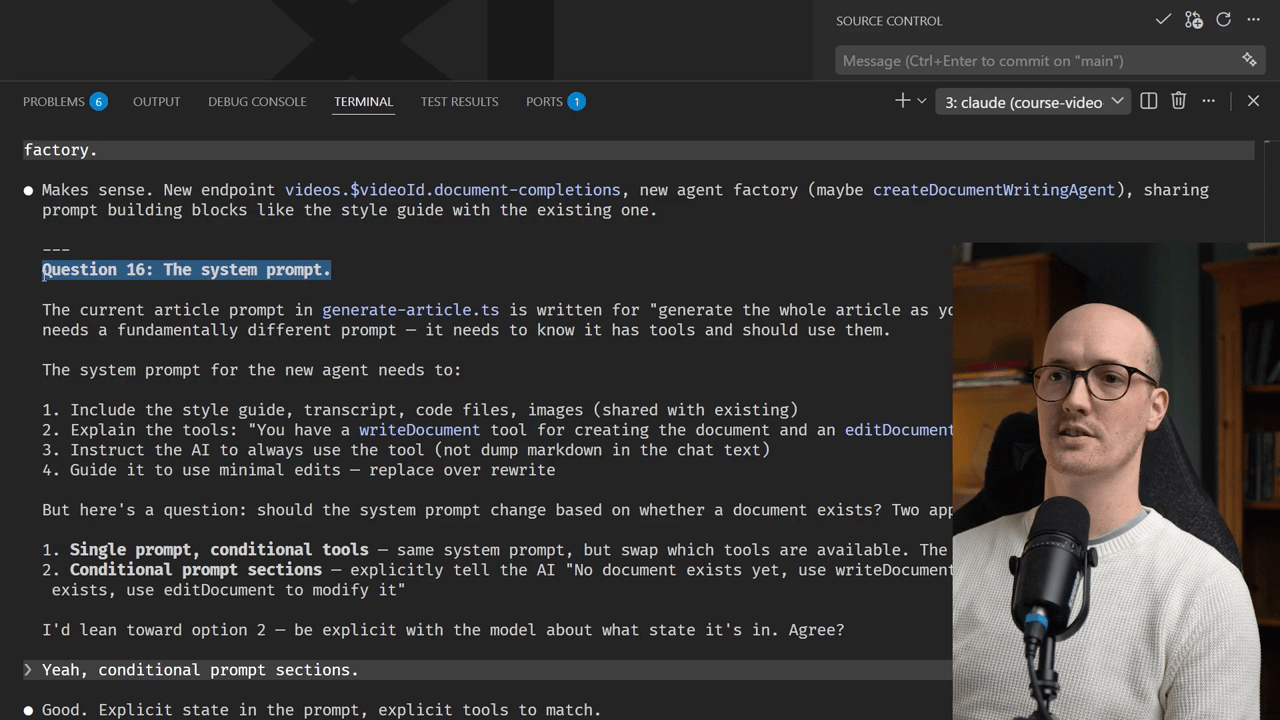 SOURCE CONTROL
Message (Ctrl+Enter to commit on "main")
PROBLEMS 6 OUTPUT DEBUG CONSOLE TERMINAL TEST RESULTS PORTS 1
3: claude (course-video
factory.
● Makes sense. New endpoint videos.$videoId.document-completions, new agent factory (maybe createDocumentWritingAgent), sharing
prompt building blocks like the style guide with the existing one.
---
Question 16: The system prompt.
The current article prompt in generate-article.ts is written for "generate the whole article as
needs a fundamentally different prompt — it needs to know it has tools and should use them.
The system prompt for the new agent needs to:
1. Include the style guide, transcript, code files, images (shared with existing)
2. Explain the tools: "You have a writeDocument tool for creating the document and an editDocument
3. Instruct the AI to always use the tool (not dump markdown in the chat text)
4. Guide it to use minimal edits — replace over rewrite
But here's a question: should the system prompt change based on whether a document exists? Two app
1. Single prompt, conditional tools — same system prompt, but swap which tools are available. The
2. Conditional prompt sections — explicitly tell the AI "No document exists yet, use writeDocument
exists, use editDocument to modify it"
I'd lean toward option 2 — be explicit with the model about what state it's in. Agree?
> Yeah, conditional prompt sections.
● Good. Explicit state in the prompt, explicit tools to match.